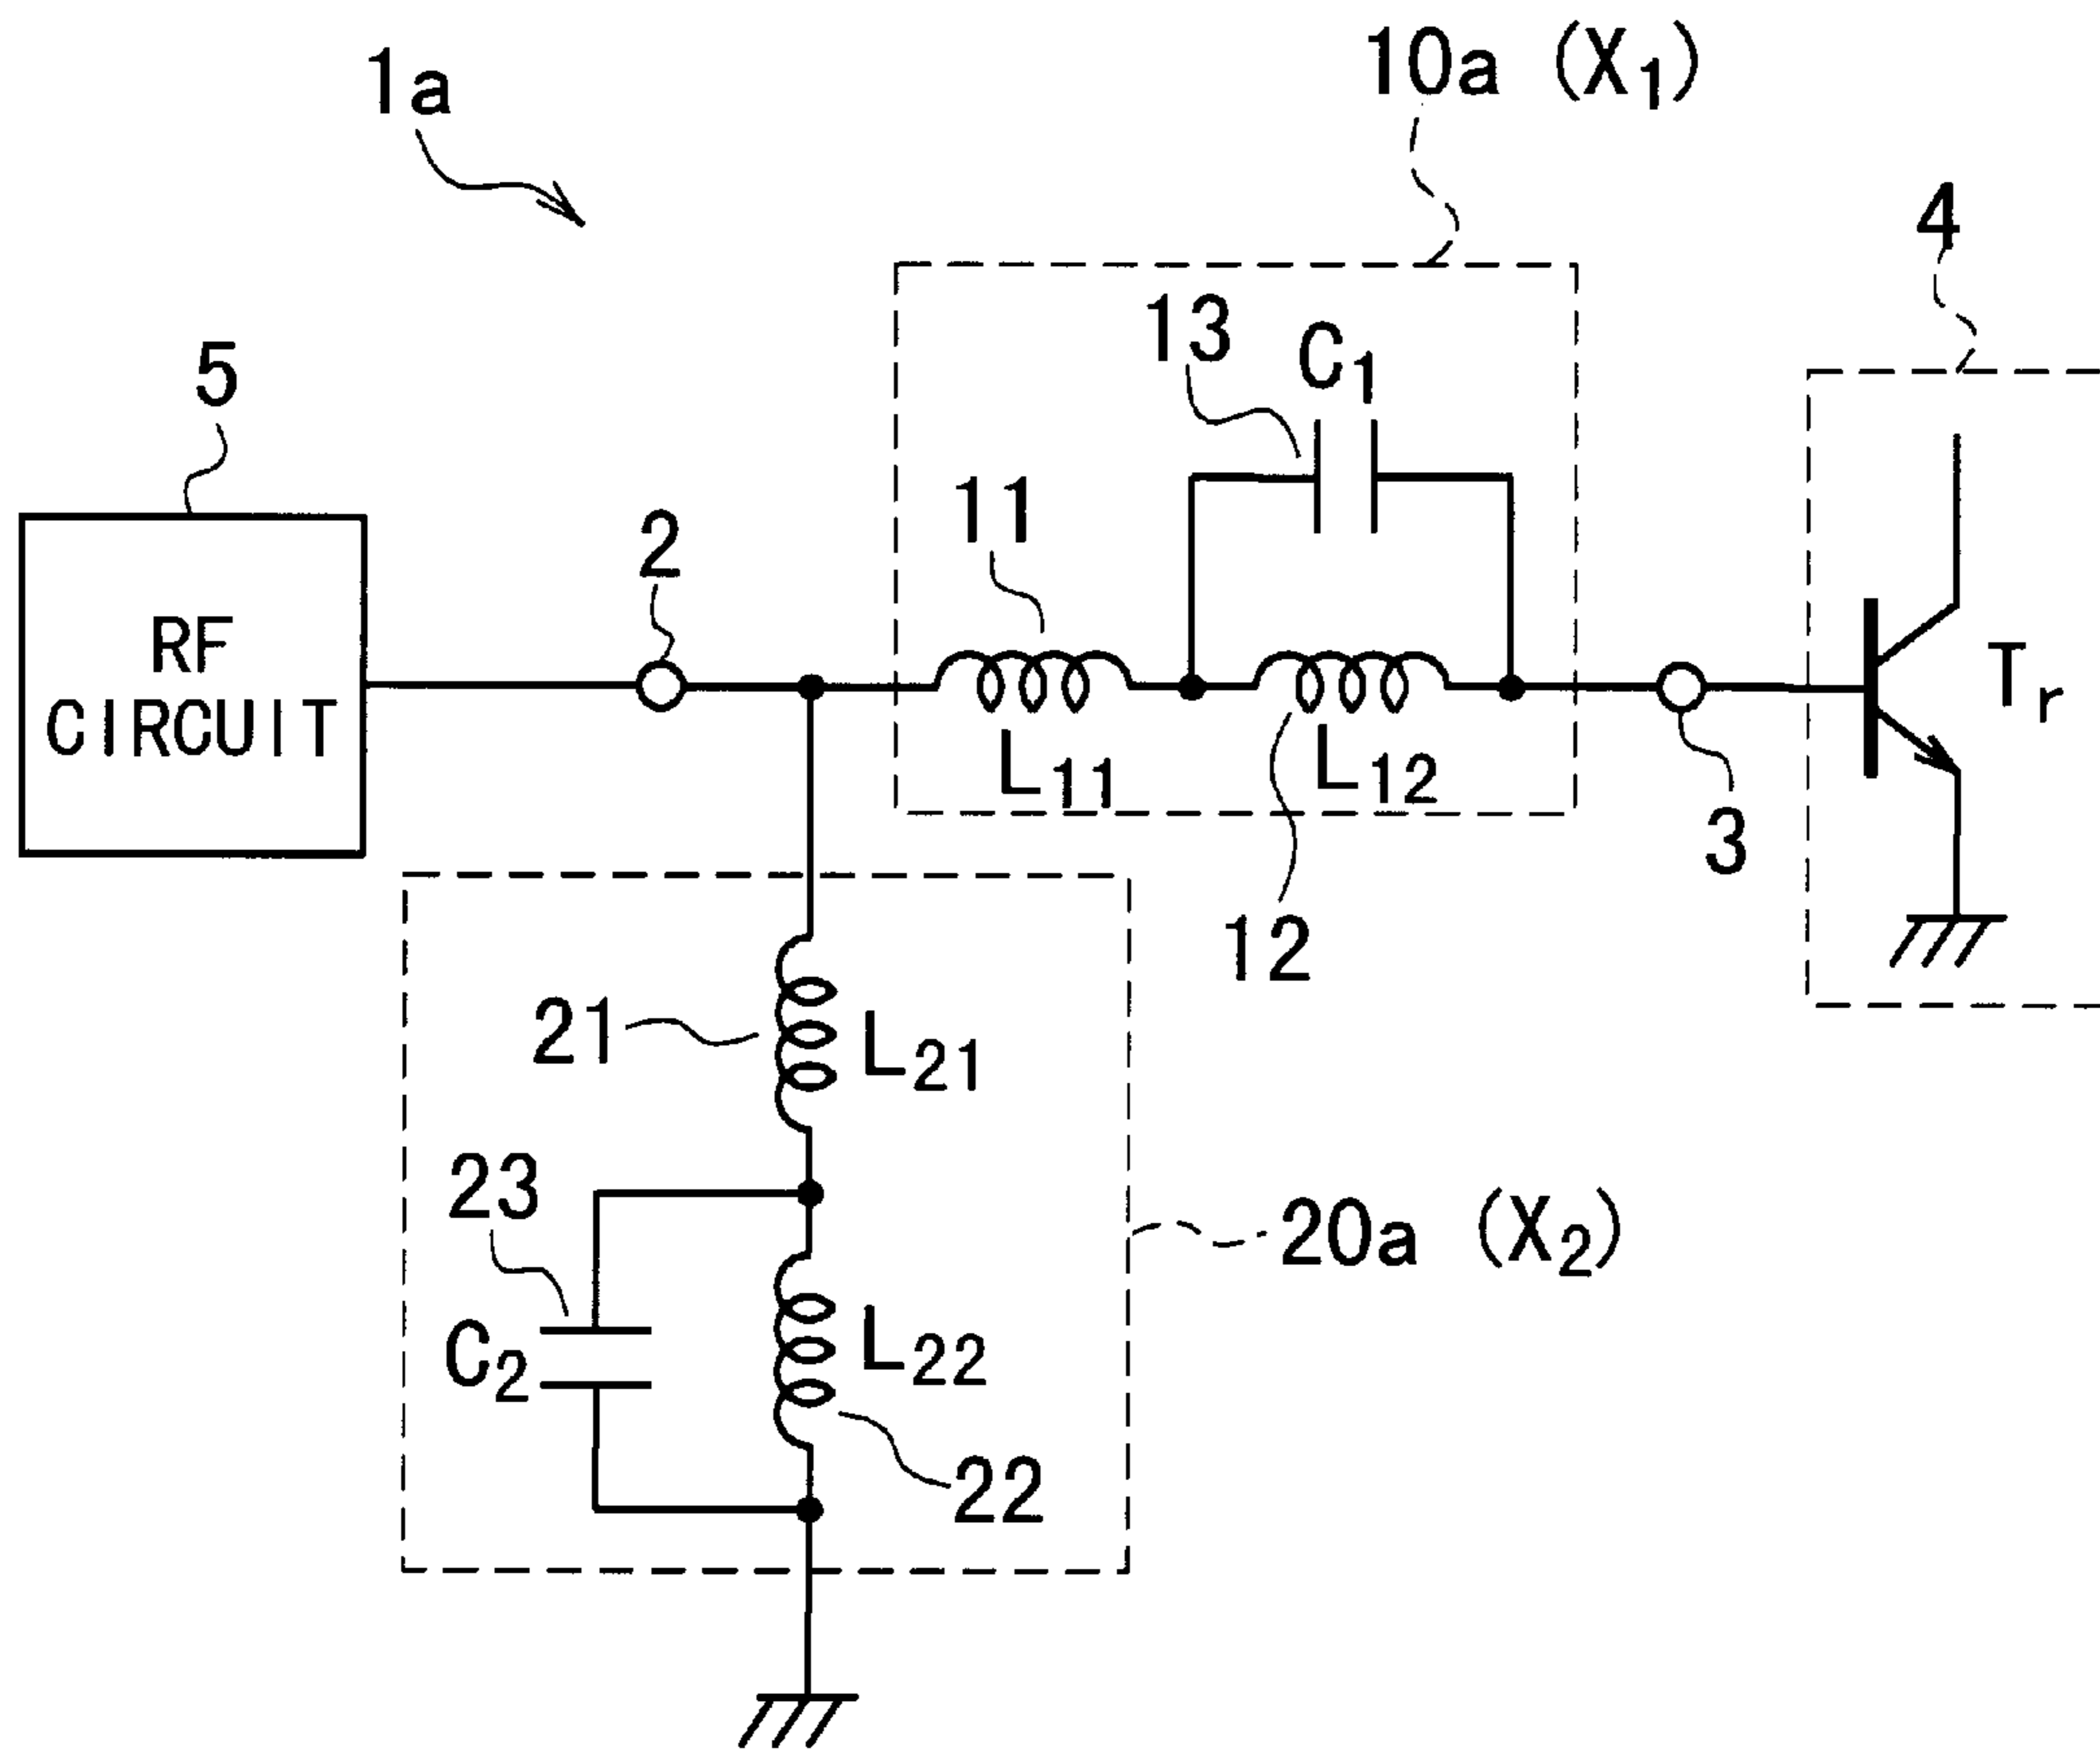 1a
10a (X1)
4
13
C1
5
11
2
RF
CIRCUIT
Tr
L11
L12
3
12
21
L21
23
20a (X2)
C2
L22
22